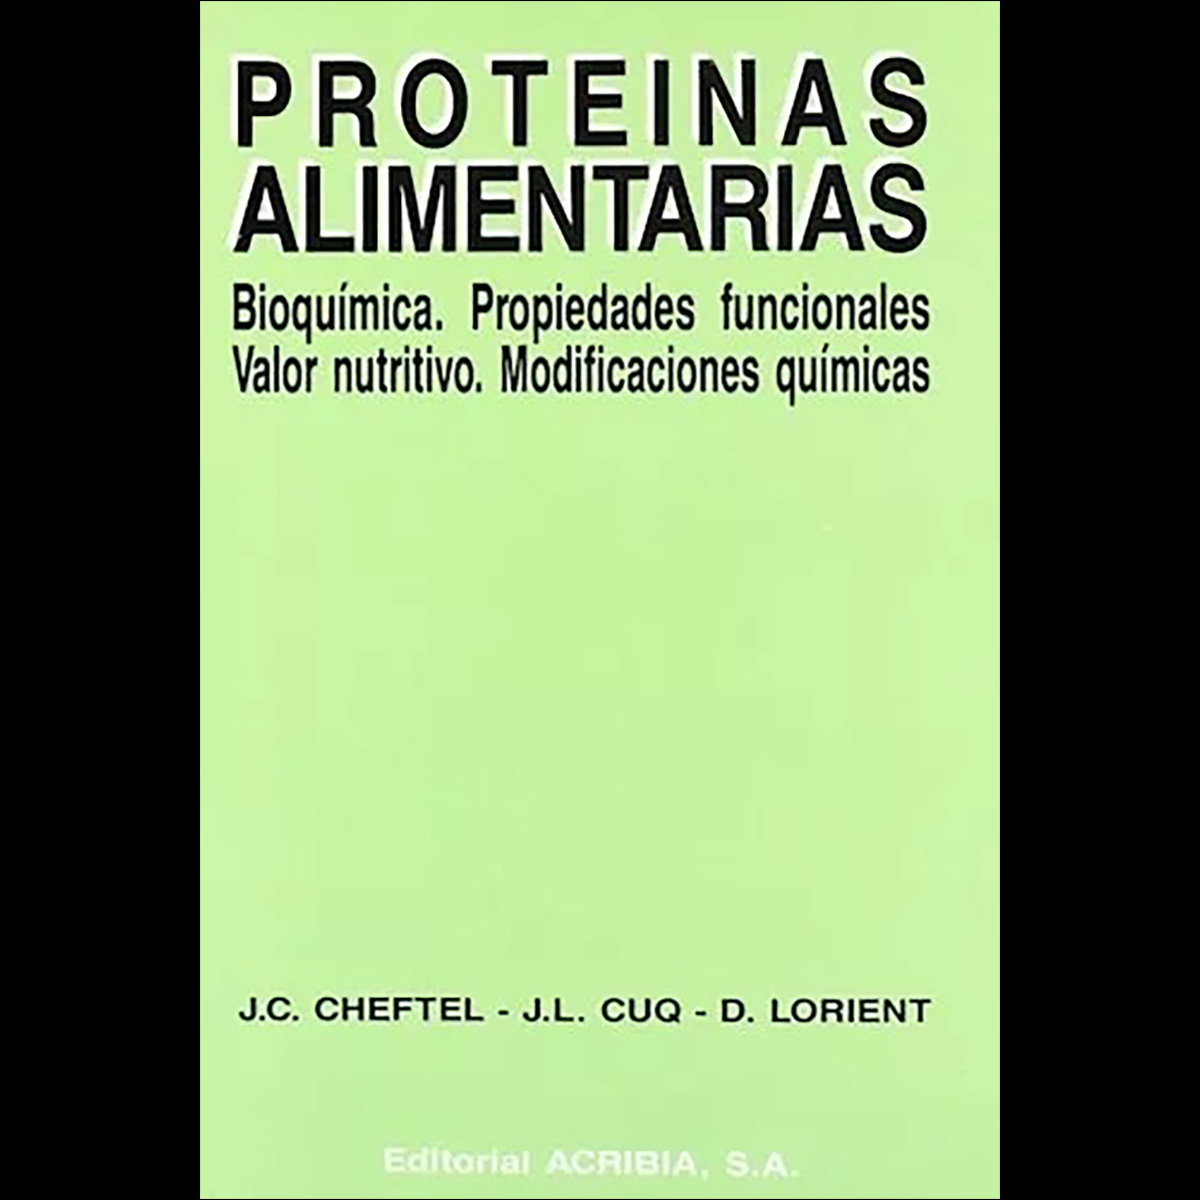 PROTEINAS
ALIMENTARIAS
Bioquímica. Propiedades funcionales
Valor nutritivo. Modificaciones químicas
J.C. CHEFTEL - J.L. CUQ - D. LORIENT
Editorial ACRIBIA, S.A.